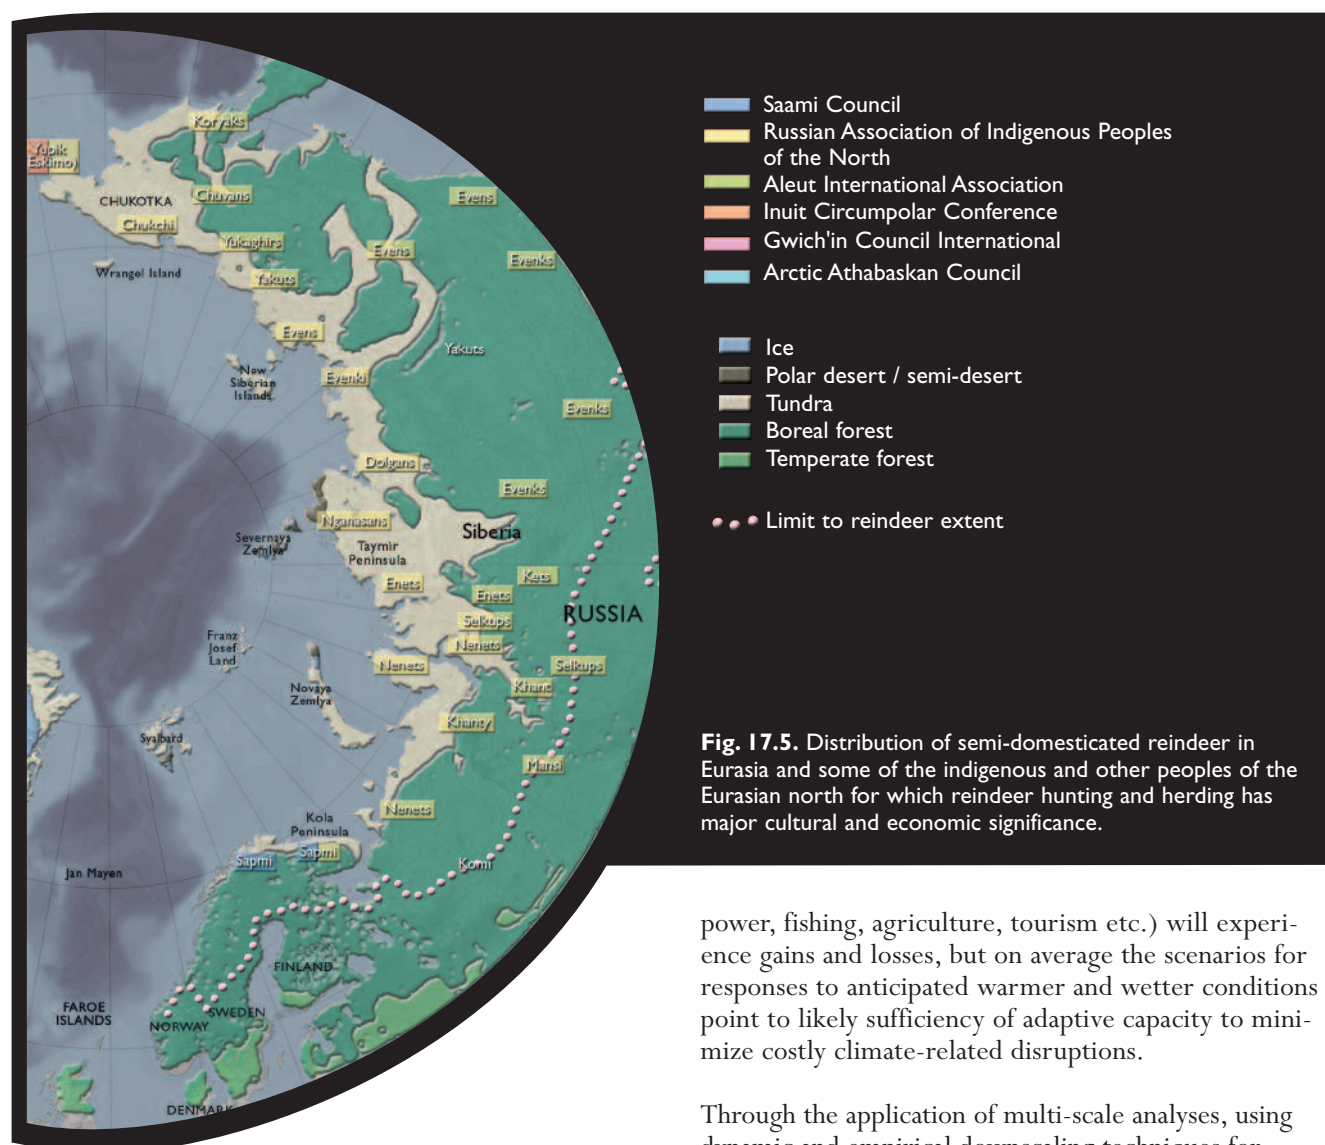 Koryaks
Yupik
Eskimo)
CHUKOTKA
Chuvans
Chukchi
Evens
Yukaghirs
Evens
Evenks
Wrangel Island
Yakuts
Evens
Yakuts
New
Siberian
Islands
Evenki
Evenks
Dolgans
Evenks
Nganasans
Siberia
Severnaya
Zemlya
Taymir
Peninsula
Enets
Kets
Enets
RUSSIA
Selkups
Franz
Josef
Land
Nenets
Nenets
Selkups
Novaya
Zemlya
Khant
Khanty
Svalbard
Mansi
Nenets
Kola
Peninsula
Sapmi
Sapmi
Komi
Jan Mayen
FINLAND
FAROE
ISLANDS
SWEDEN
NORWAY
DENMARK
Saami Council
Russian Association of Indigenous Peoples
of the North
Aleut International Association
Inuit Circumpolar Conference
Gwich'in Council International
Arctic Athabaskan Council
Ice
Polar desert / semi-desert
Tundra
Boreal forest
Temperate forest
Limit to reindeer extent
Fig. 17.5. Distribution of semi-domesticated reindeer in
Eurasia and some of the indigenous and other peoples of the
Eurasian north for which reindeer hunting and herding has
major cultural and economic significance.
power, fishing, agriculture, tourism etc.) will experi-
ence gains and losses, but on average the scenarios for
responses to anticipated warmer and wetter conditions
point to likely sufficiency of adaptive capacity to mini-
mize costly climate-related disruptions.
Through the application of multi-scale analyses, using
dynamic and empirical downscaling techniques for